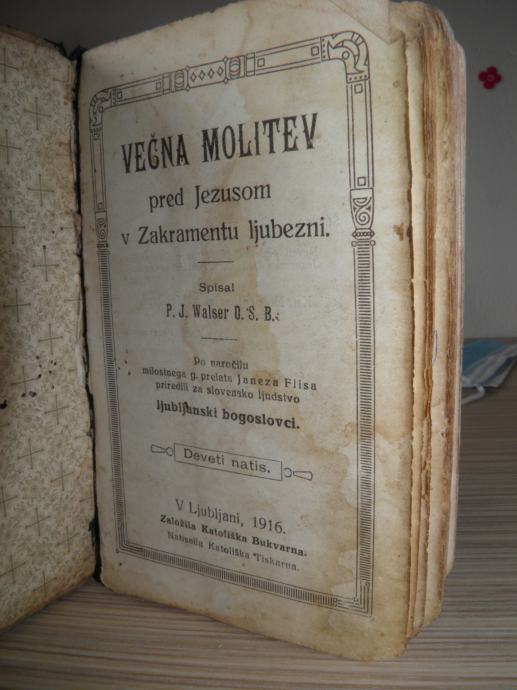 VEČNA MOLITEV
pred Jezusom
v Zakramentu ljubezni.
Spisal
P. J. Walser O. S. B.
Po naročilu
milostnega g. prelata Janeza Flisa
priredili za slovensko ljudstvo
ljubljanski bogoslovci.
Deveti natis.
V Ljubljani, 1916.
Založila Katoliška Bukvarna.
Natisnila Katoliška Tiskarna.